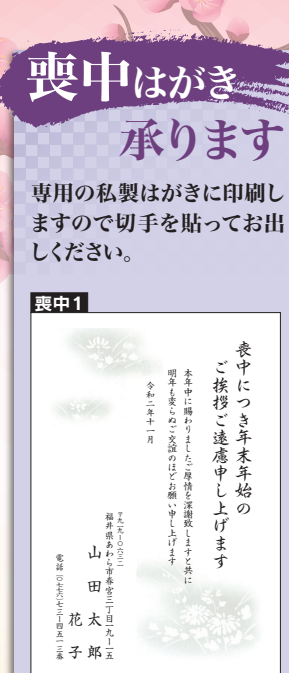 喪中はがき
承ります
専用の私製はがきに印刷し
ますので切手を貼ってお出
しください。
喪中1
喪中につき年末年始の
ご挨拶ご遠慮申し上げます
本年中に賜わりましたご厚情を深謝致しますと共に
明年も変らぬご交誼のほどお願い申し上げます
令和二年十一月
〒九一九―〇六三二
福井県あわら市春宮三丁目一九―一五
山田太郎
花子
電話(〇七七六)七三―四五一三番